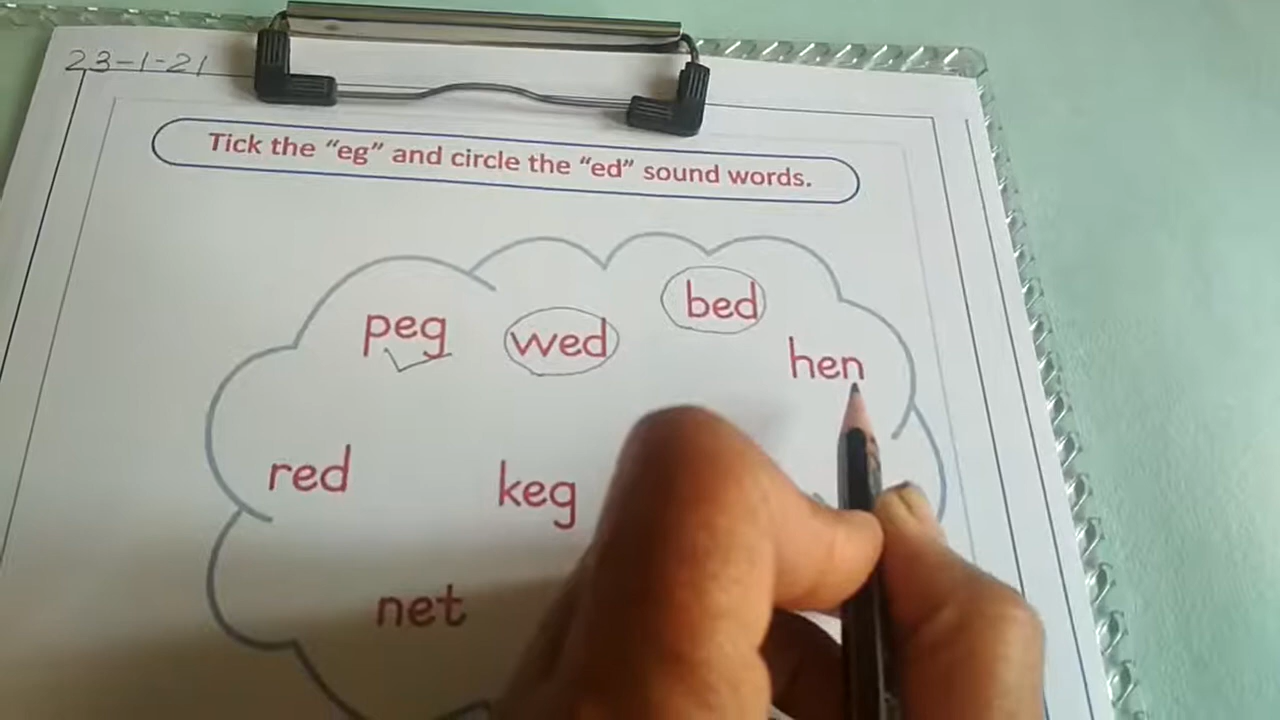 23-1-21
Tick the “eg” and circle the “ed” sound words.
peg wed bed
hen
red keg
net